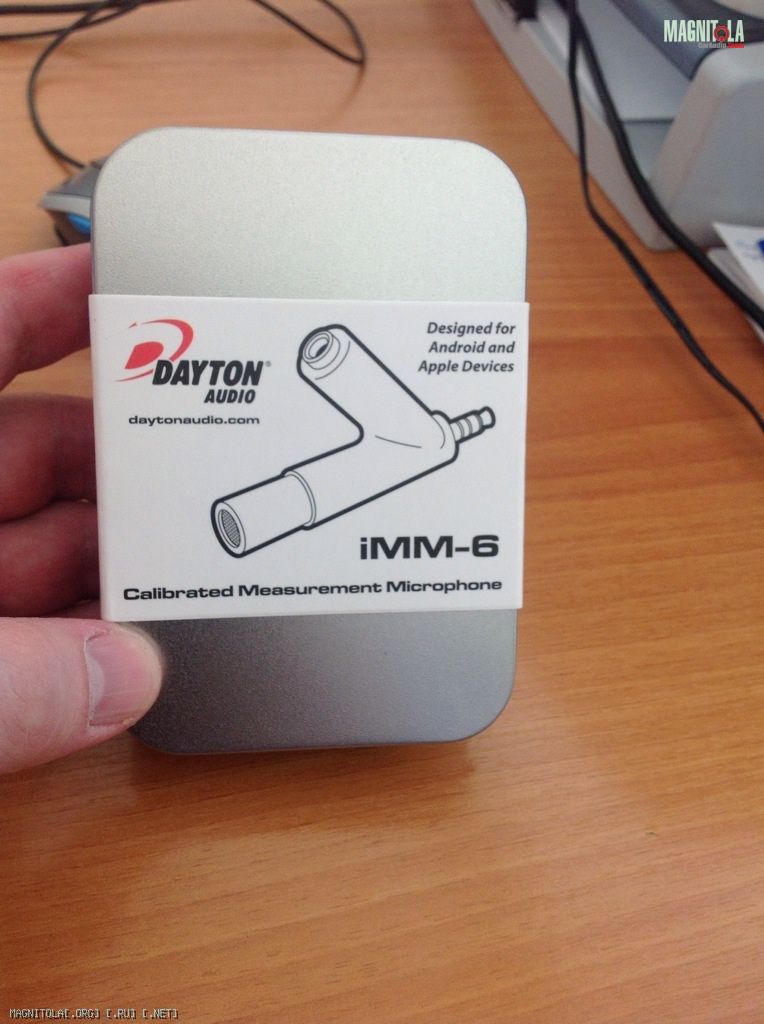 MAGNITOLA
CarAudio
DAYTON®
AUDIO
daytonaudio.com
Designed for
Android and
Apple Devices
iMM-6
Calibrated Measurement Microphone
MAGNITOLA[.ORG] [.RU] [.NET]